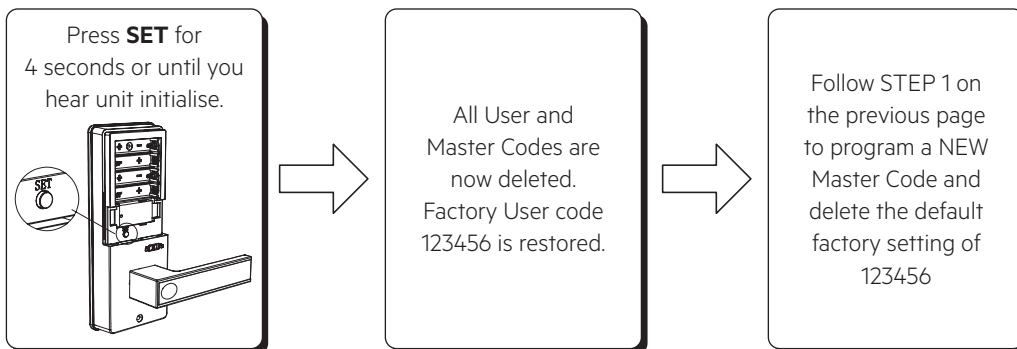 Press SET for
4 seconds or until you
hear unit initialise.
SET
All User and
Master Codes are
now deleted.
Factory User code
123456 is restored.
Follow STEP 1 on
the previous page
to program a NEW
Master Code and
delete the default
factory setting of
123456